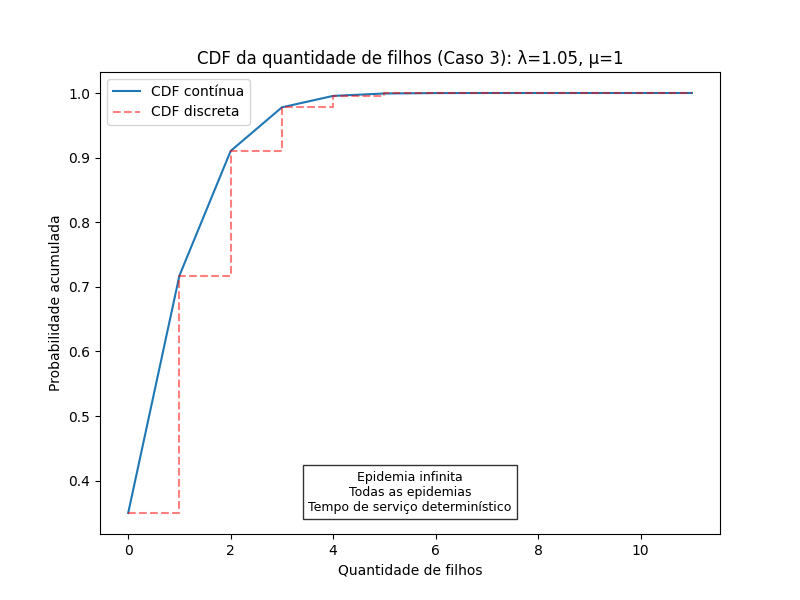 CDF da quantidade de filhos (Caso 3): λ=1.05, μ=1
CDF contínua
CDF discreta
Probabilidade acumulada
1.0
0.9
0.8
0.7
0.6
0.5
0.4
Epidemia infinita
Todas as epidemias
Tempo de serviço determinístico
0 2 4 6 8 10
Quantidade de filhos